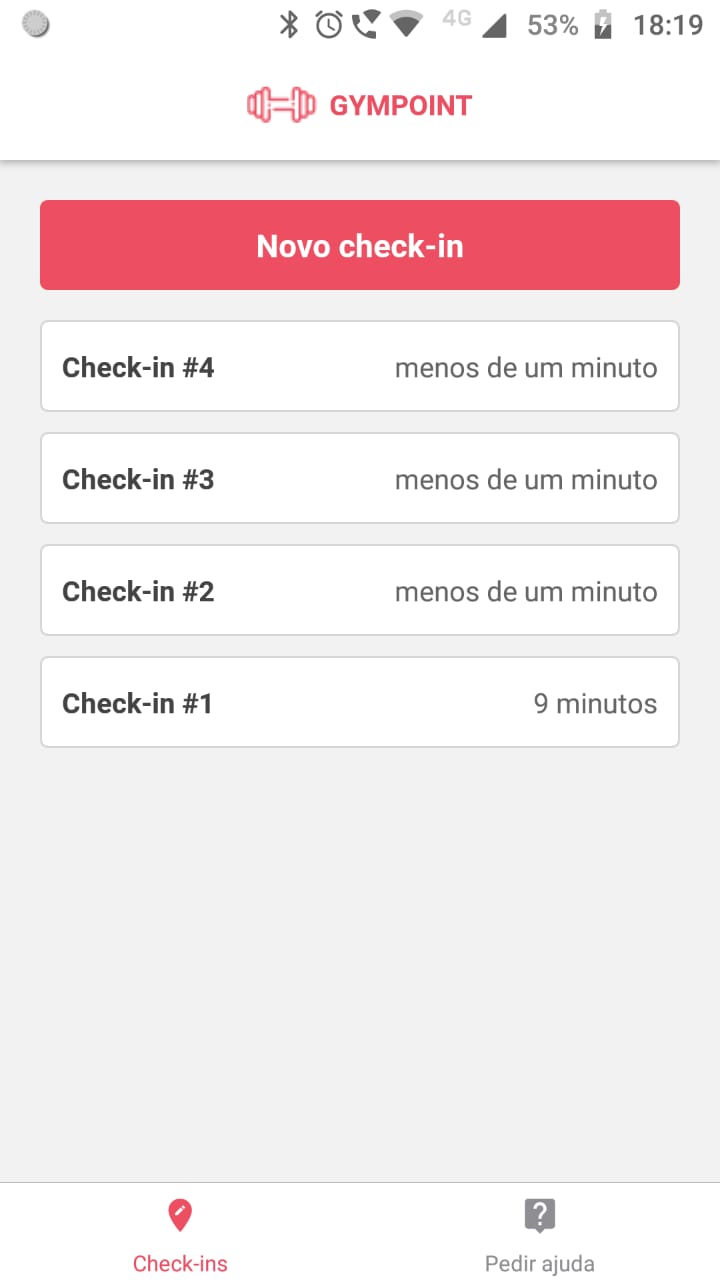 4G 53% 18:19
GYMPOINT
Novo check-in
Check-in #4 menos de um minuto
Check-in #3 menos de um minuto
Check-in #2 menos de um minuto
Check-in #1 9 minutos
Check-ins Pedir ajuda